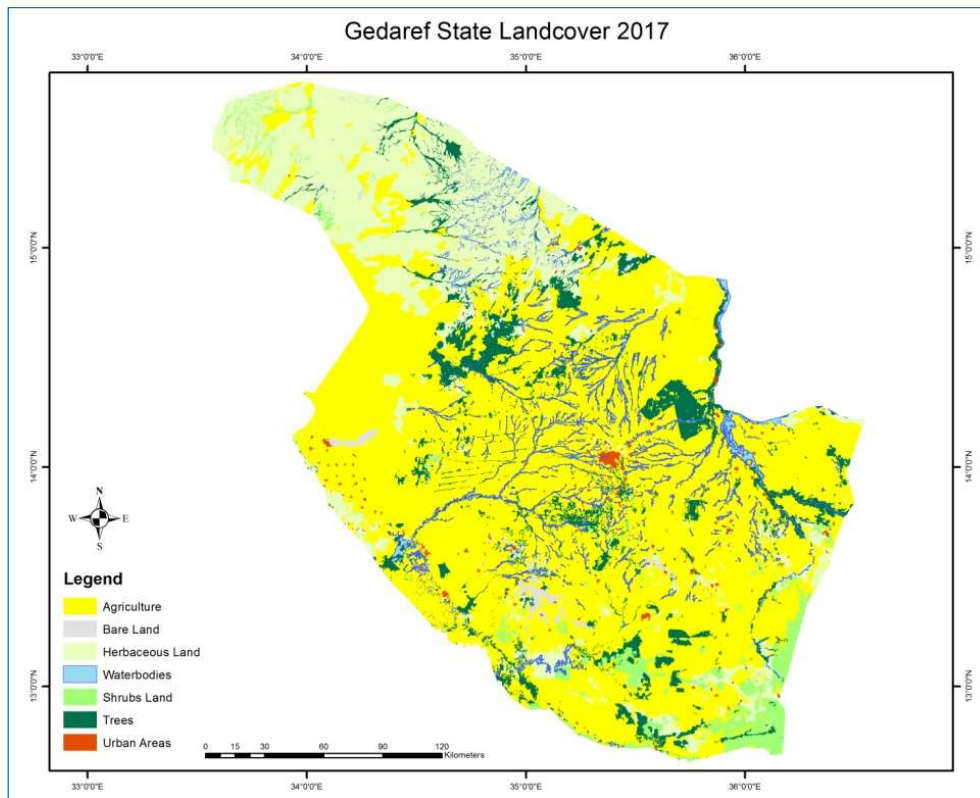 Gedaref State Landcover 2017
33°0'0"E 34°0'0"E 35°0'0"E 36°0'0"E
15°0'0"N 15°0'0"N
14°0'0"N 14°0'0"N
N
W E
S
Legend
Agriculture
Bare Land
Herbaceous Land
Waterbodies
Shrubs Land
Trees
Urban Areas
13°0'0"N 13°0'0"N
0 15 30 60 90 120
Kilometers
33°0'0"E 34°0'0"E 35°0'0"E 36°0'0"E